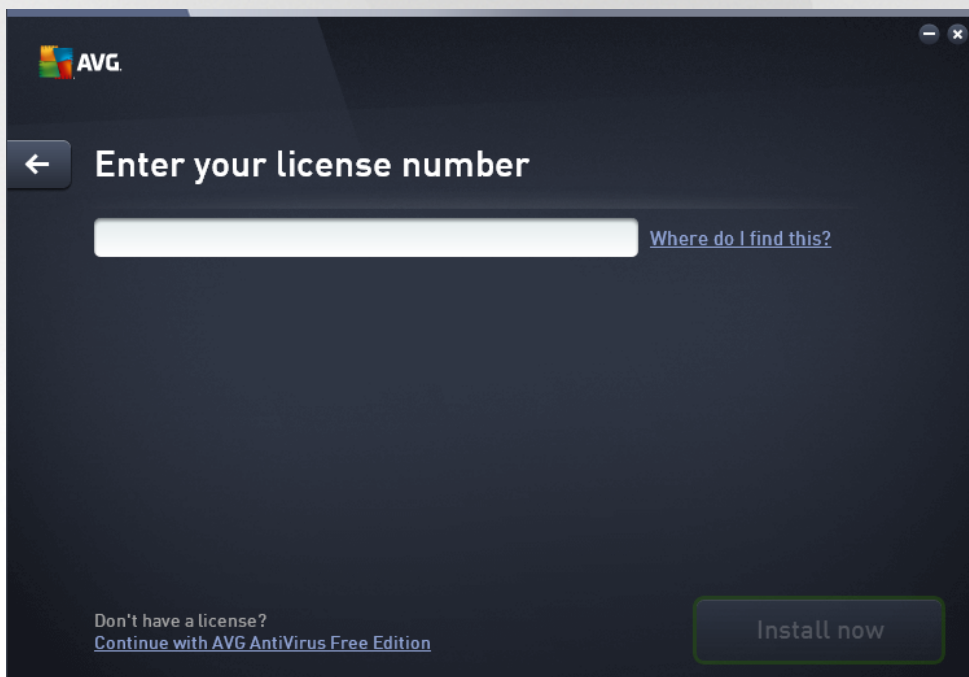 AVG.
Enter your license number
Where do I find this?
Don't have a license?
Continue with AVG AntiVirus Free Edition
Install now